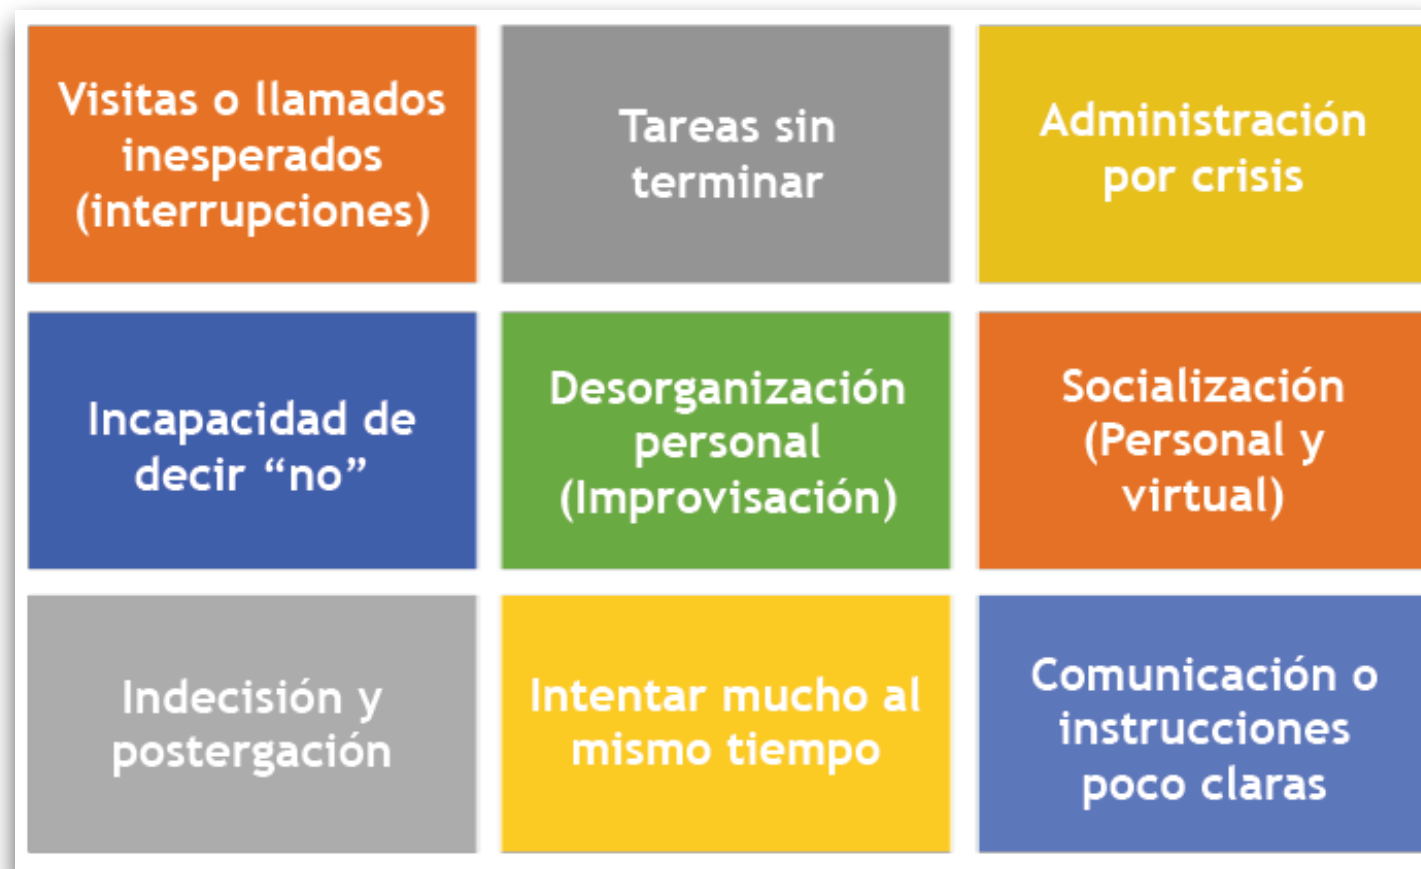 Visitas o llamados
inesperados
(interrupciones)
Tareas sin
terminar
Administración
por crisis
Incapacidad de
decir “no”
Desorganización
personal
(Improvisación)
Socialización
(Personal y
virtual)
Indecisión y
postergación
Intentar mucho al
mismo tiempo
Comunicación o
instrucciones
poco claras